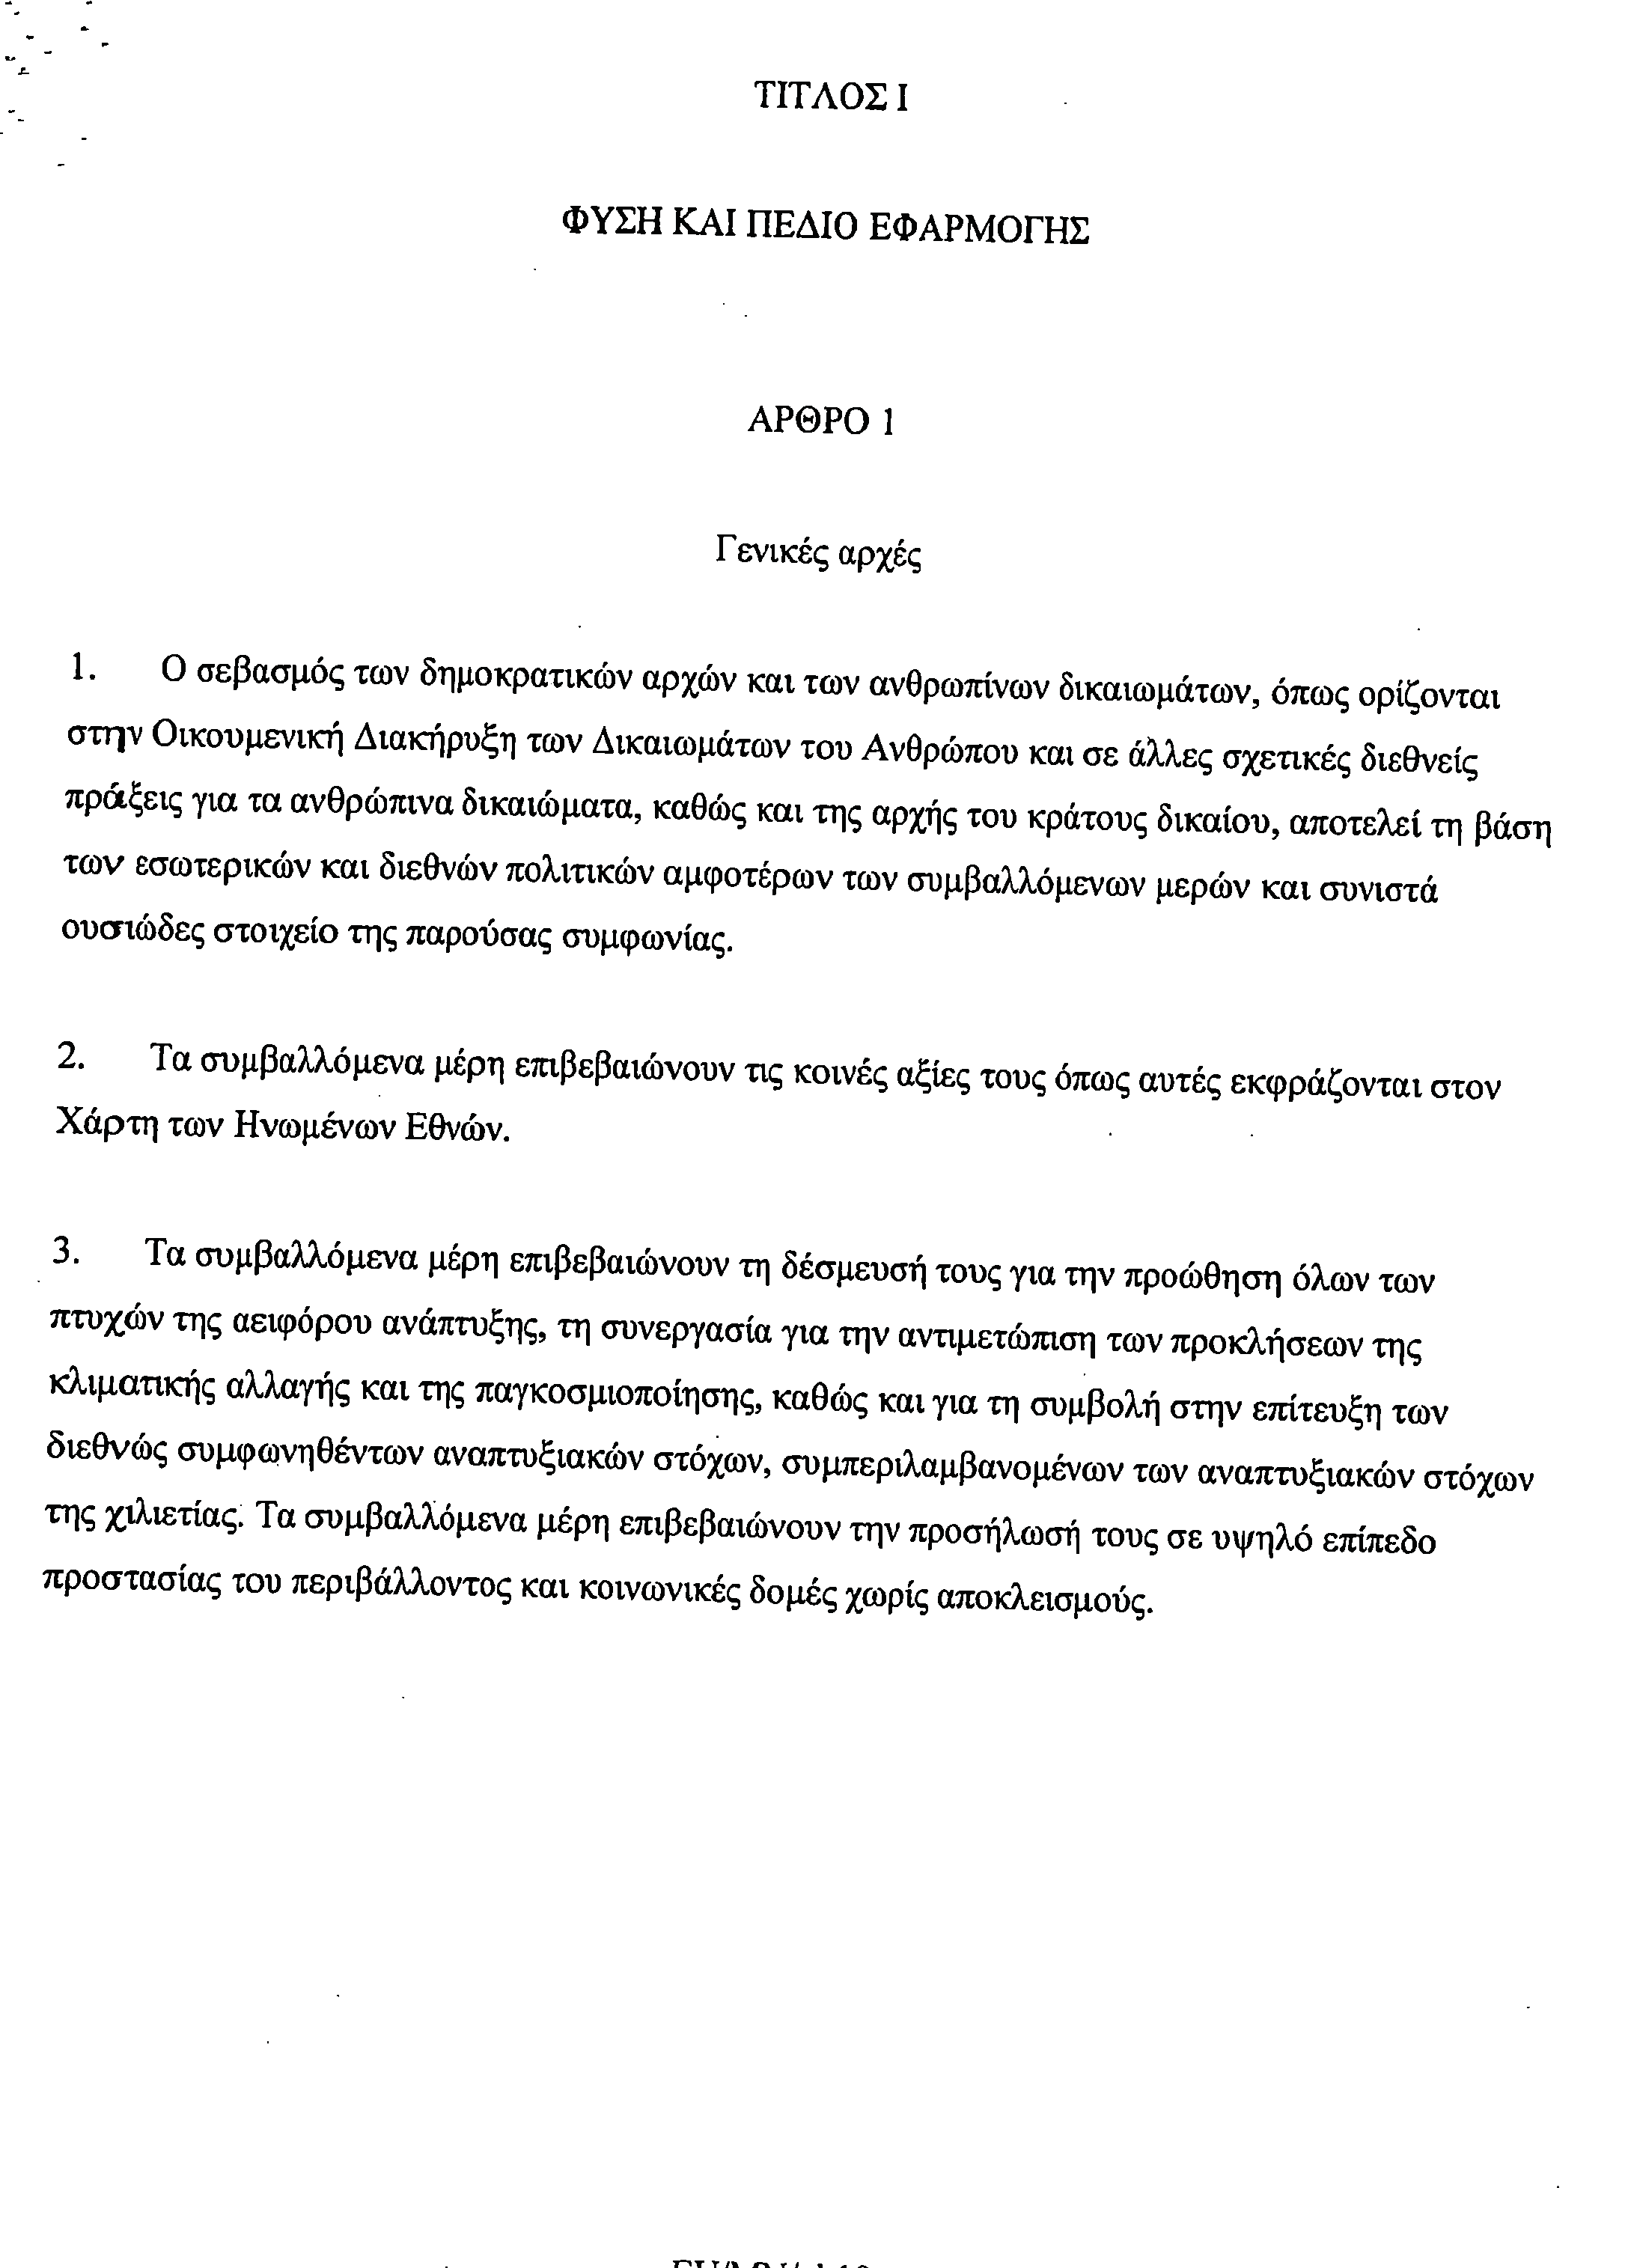 ΤΙΤΛΟΣ Ι
ΦΥΣΗ ΚΑΙ ΠΕΔΙΟ ΕΦΑΡΜΟΓΗΣ
ΑΡΘΡΟ 1
Γενικές αρχές
1. Ο σεβασμός των δημοκρατικών αρχών και των ανθρωπίνων δικαιωμάτων, όπως ορίζονται
στην Οικουμενική Διακήρυξη των Δικαιωμάτων του Ανθρώπου και σε άλλες σχετικές διεθνείς
πράξεις για τα ανθρώπινα δικαιώματα, καθώς και της αρχής του κράτους δικαίου, αποτελεί τη βάση
των εσωτερικών και διεθνών πολιτικών αμφοτέρων των συμβαλλόμενων μερών και συνιστά
ουσιώδες στοιχείο της παρούσας συμφωνίας.
2. Τα συμβαλλόμενα μέρη επιβεβαιώνουν τις κοινές αξίες τους όπως αυτές εκφράζονται στον
Χάρτη των Ηνωμένων Εθνών.
3. Τα συμβαλλόμενα μέρη επιβεβαιώνουν τη δέσμευσή τους για την προώθηση όλων των
πτυχών της αειφόρου ανάπτυξης, τη συνεργασία για την αντιμετώπιση των προκλήσεων της
κλιματικής αλλαγής και της παγκοσμιοποίησης, καθώς και για τη συμβολή στην επίτευξη των
διεθνώς συμφωνηθέντων αναπτυξιακών στόχων, συμπεριλαμβανομένων των αναπτυξιακών στόχων
της χιλιετίας. Τα συμβαλλόμενα μέρη επιβεβαιώνουν την προσήλωσή τους σε υψηλό επίπεδο
προστασίας του περιβάλλοντος και κοινωνικές δομές χωρίς αποκλεισμούς.